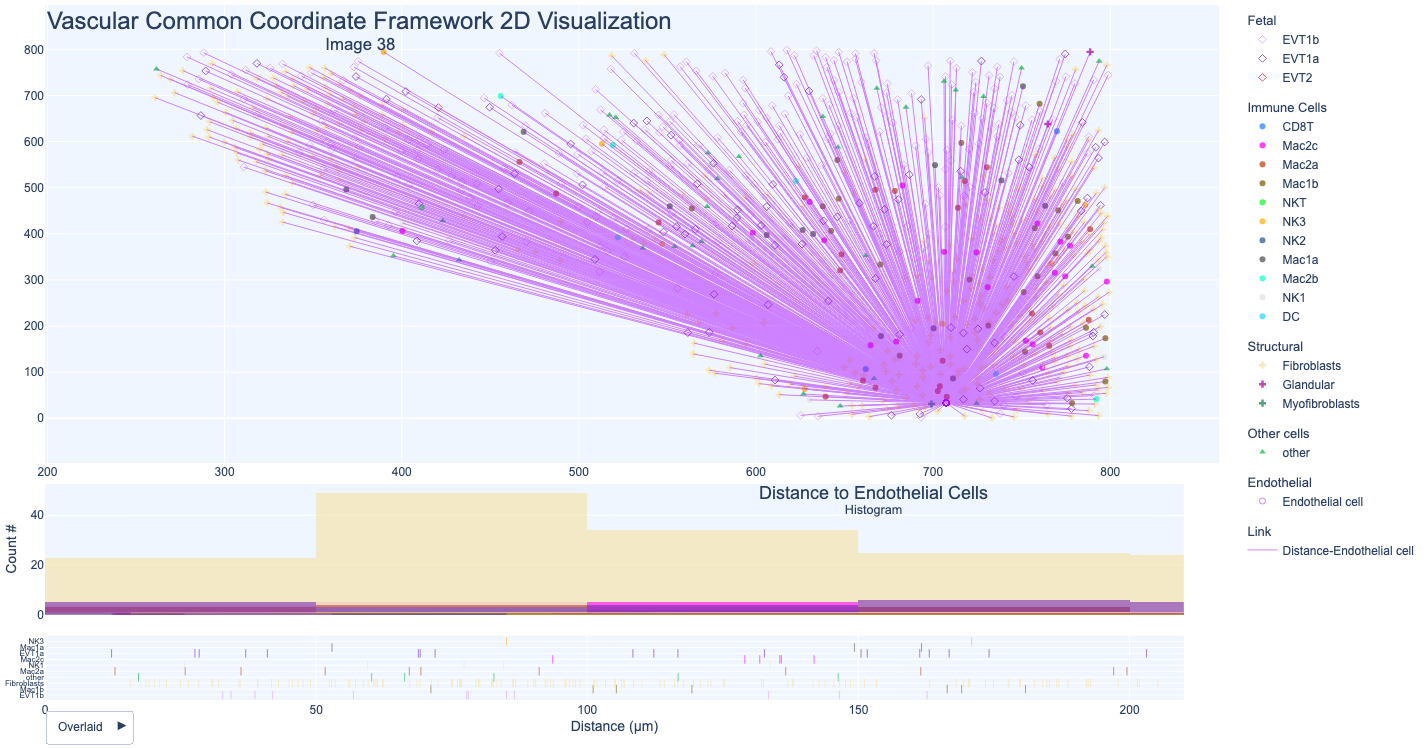 Vascular Common Coordinate Framework 2D Visualization
Image 38
800
700
600
500
400
300
200
100
0
200 300 400 500 600 700 800
Fetal
EVT1b
EVT1a
EVT2
Immune Cells
CD8T
Mac2c
Mac2a
Mac1b
NKT
NK3
NK2
Mac1a
Mac2b
NK1
DC
Structural
Fibroblasts
Glandular
Myofibroblasts
Other cells
other
Endothelial
Endothelial cell
Link
Distance-Endothelial cell
Distance to Endothelial Cells
Histogram
Count #
40
20
0
NK3
Mac1a
EVT1a
Mac2c
NK1
Mac2a
other
Fibroblasts
Mac1b
EVT1b
0 50 100 150 200
Distance (μm)
Overlaid ▶